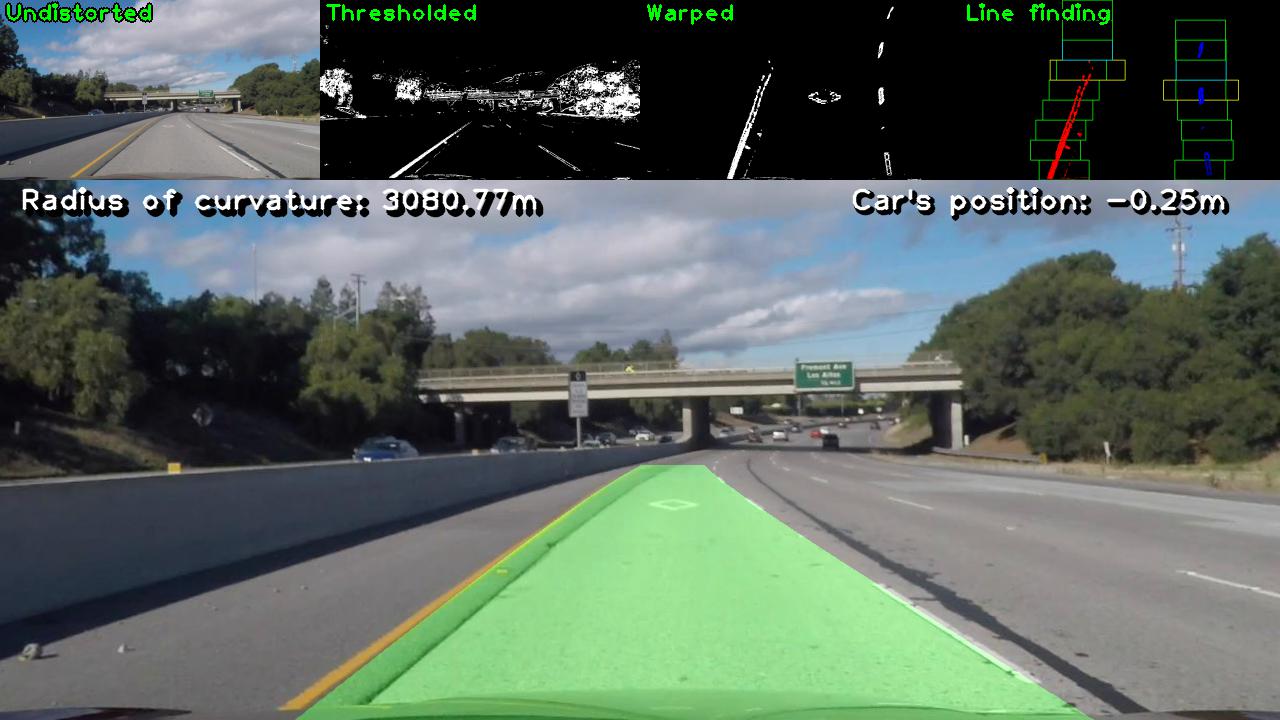 Undistorted
Thresholded
Warped
Line finding
Radius of curvature: 3080.77m
Car's position: -0.25m
Fremont Ave
Los Altos